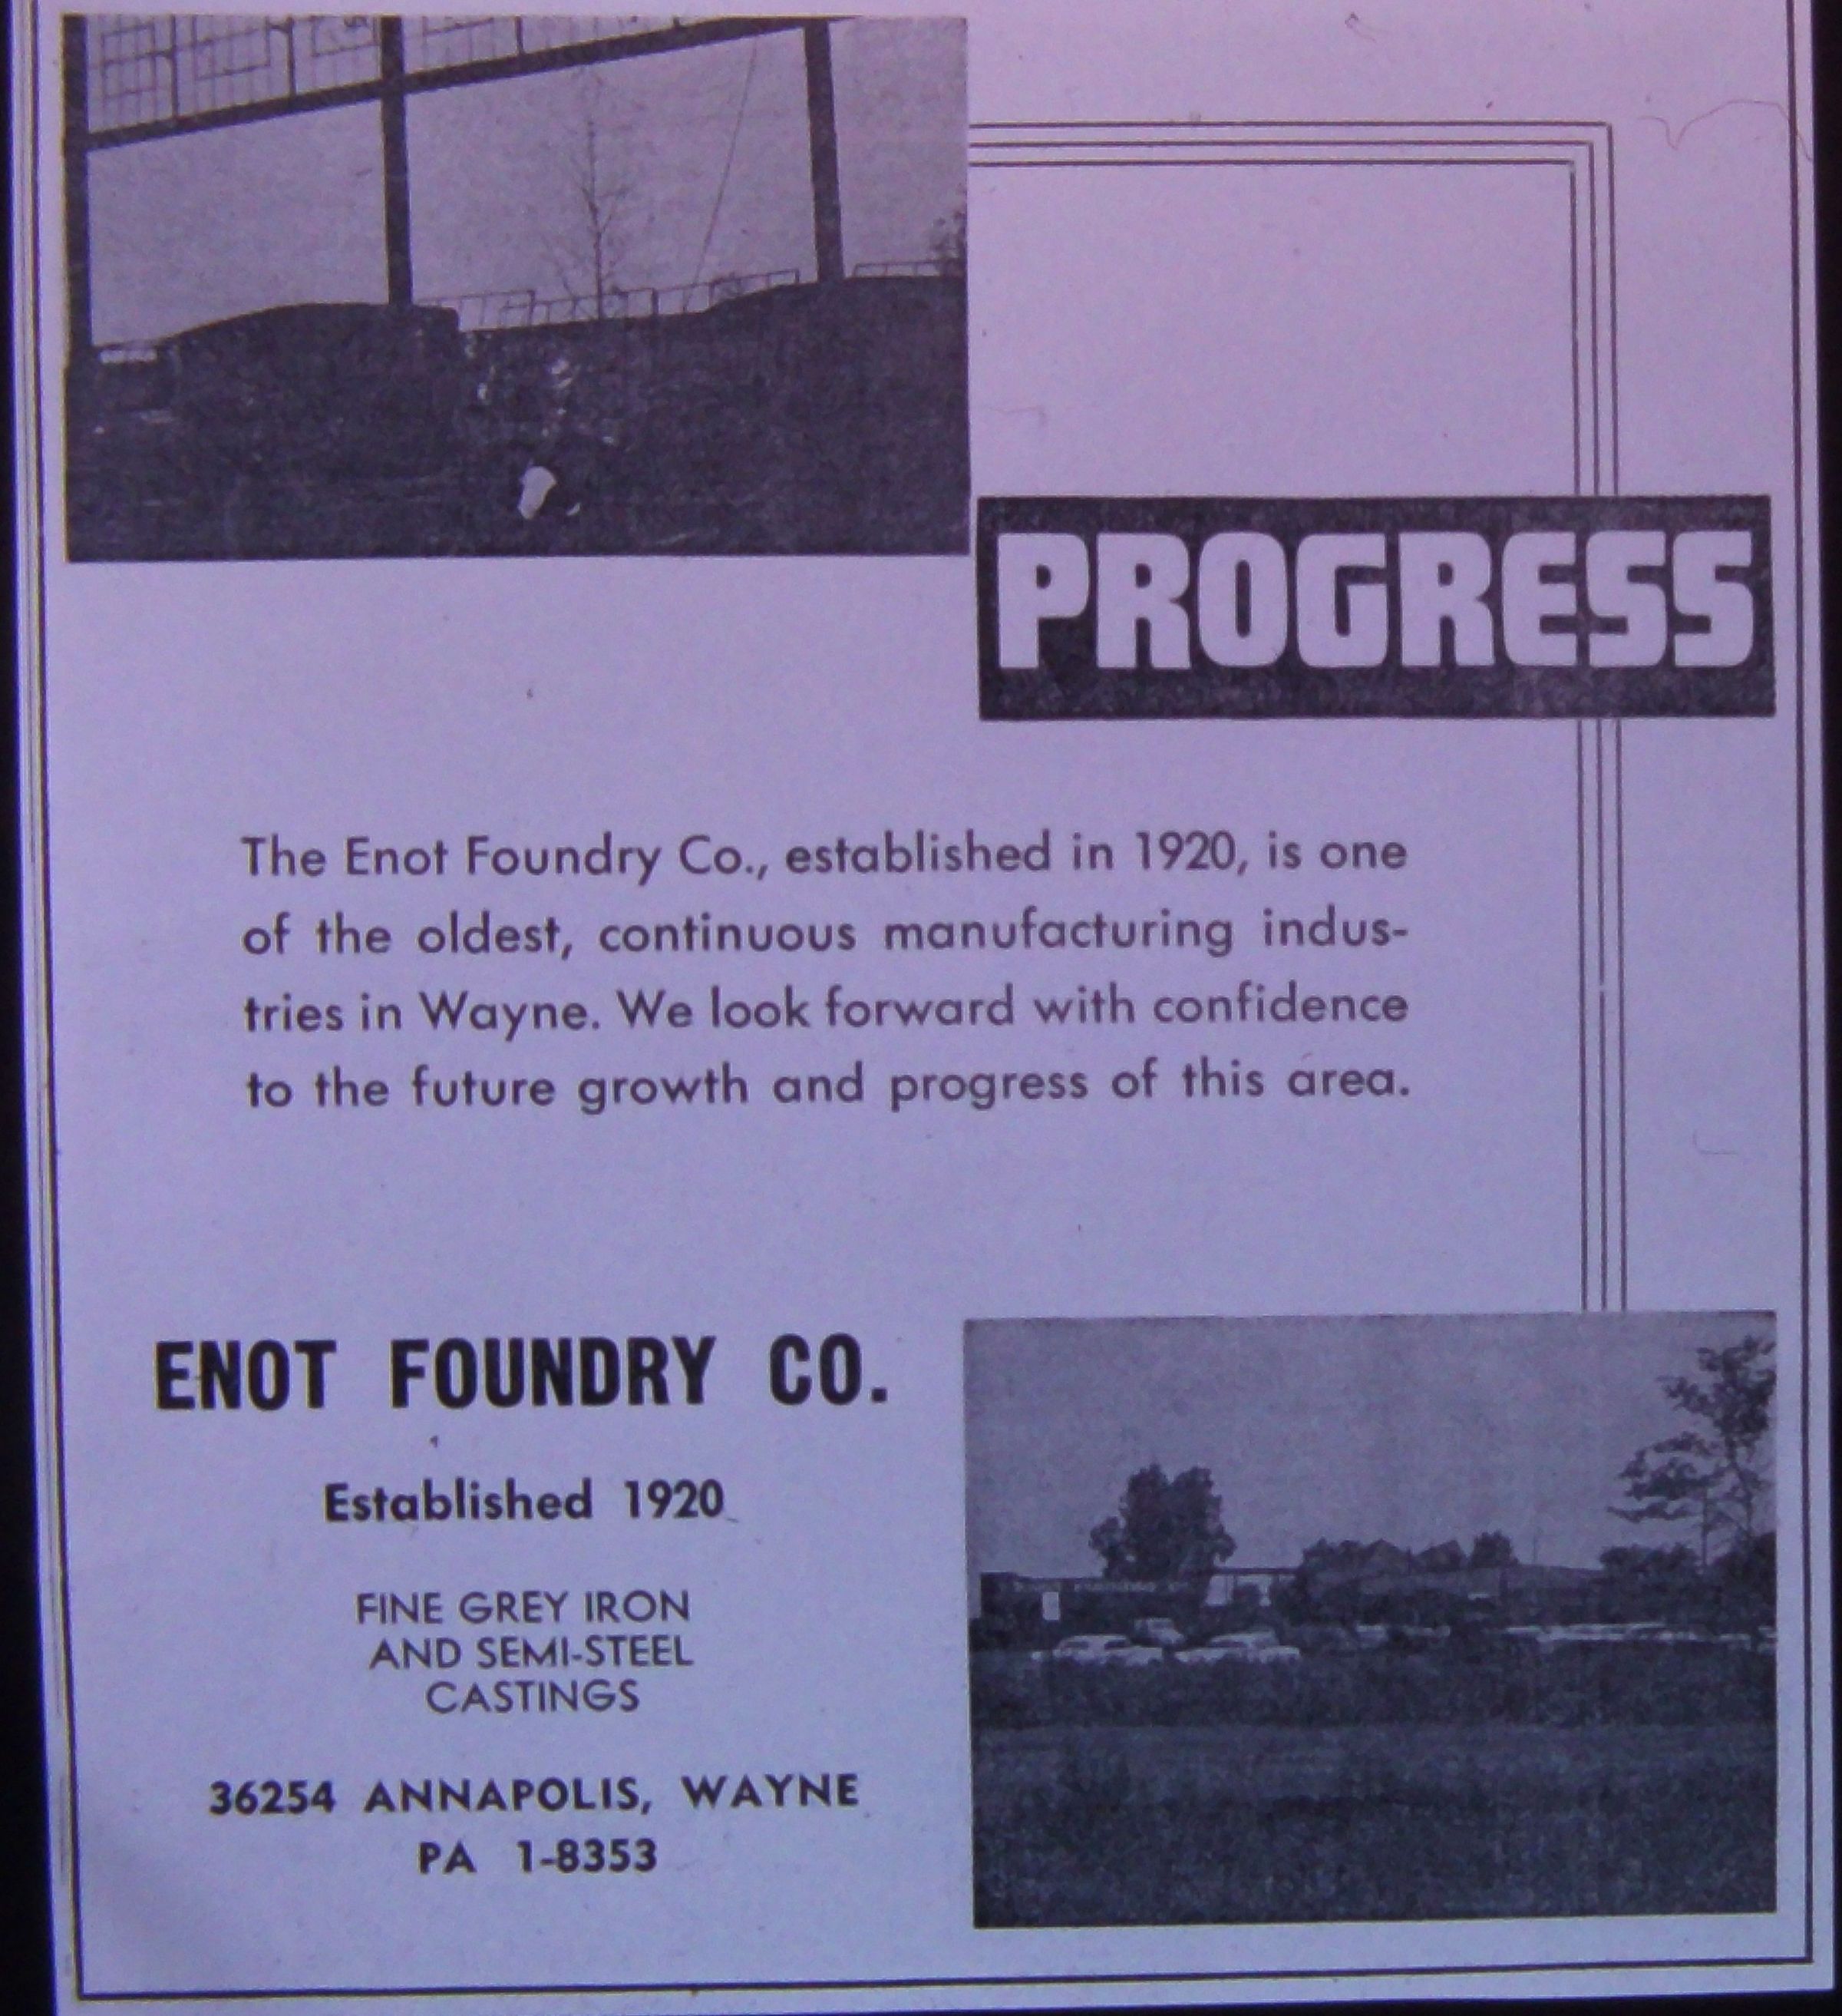 PROGRESS
The Enot Foundry Co., established in 1920, is one
of the oldest, continuous manufacturing indus-
tries in Wayne. We look forward with confidence
to the future growth and progress of this area.
ENOT FOUNDRY CO.
Established 1920
FINE GREY IRON
AND SEMI-STEEL
CASTINGS
36254 ANNAPOLIS, WAYNE
PA 1-8353